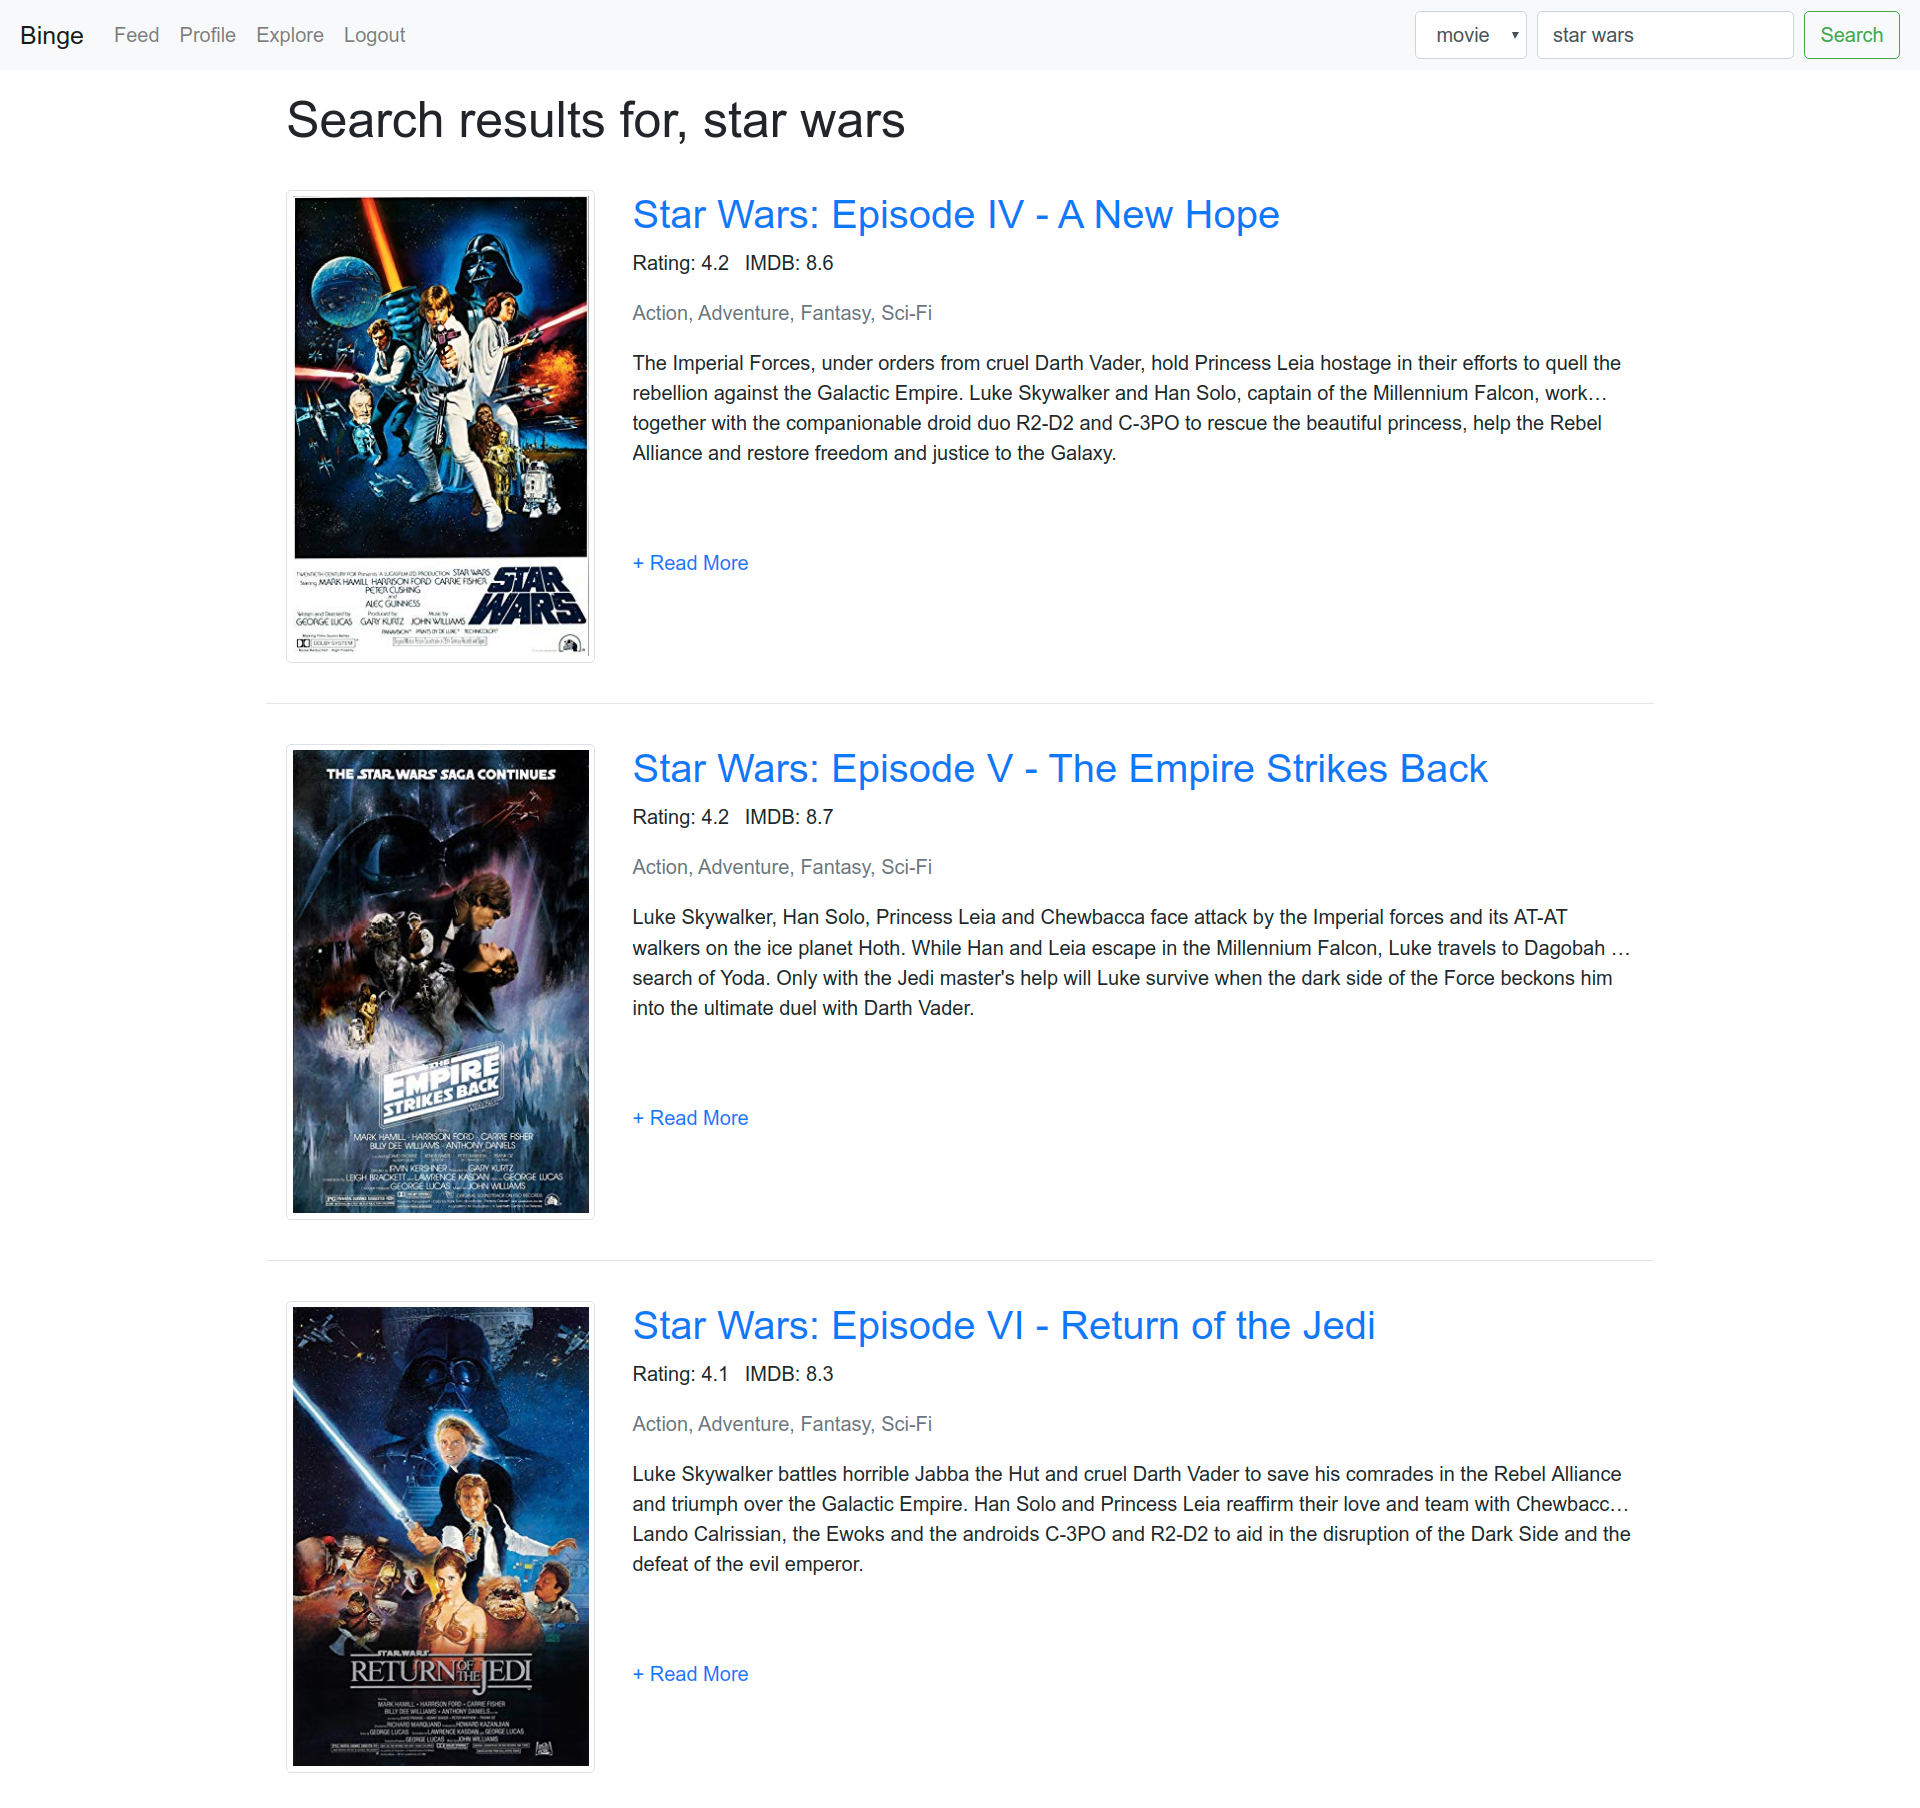 Binge Feed Profile Explore Logout movie star wars Search
Search results for, star wars
Star Wars: Episode IV - A New Hope
Rating: 4.2 IMDB: 8.6
Action, Adventure, Fantasy, Sci-Fi
The Imperial Forces, under orders from cruel Darth Vader, hold Princess Leia hostage in their efforts to quell the
rebellion against the Galactic Empire. Luke Skywalker and Han Solo, captain of the Millennium Falcon, work…
together with the companionable droid duo R2-D2 and C-3PO to rescue the beautiful princess, help the Rebel
Alliance and restore freedom and justice to the Galaxy.
+ Read More
TWENTIETH CENTURY-FOX Presents A LUCASFILM LTD PRODUCTION STAR WARS
Starring MARK HAMILL HARRISON FORD CARRIE FISHER
PETER CUSHING
and
ALEC GUINNESS
Written and Directed by GEORGE LUCAS Produced by GARY KURTZ Music by JOHN WILLIAMS
PANAVISION PRINTS BY DE LUXE TECHNICOLOR
STAR
WARS
DOLBY SYSTEM
Star Wars: Episode V - The Empire Strikes Back
Rating: 4.2 IMDB: 8.7
Action, Adventure, Fantasy, Sci-Fi
Luke Skywalker, Han Solo, Princess Leia and Chewbacca face attack by the Imperial forces and its AT-AT
walkers on the ice planet Hoth. While Han and Leia escape in the Millennium Falcon, Luke travels to Dagobah …
search of Yoda. Only with the Jedi master's help will Luke survive when the dark side of the Force beckons him
into the ultimate duel with Darth Vader.
+ Read More
THE STAR WARS SAGA CONTINUES
THE
EMPIRE
STRIKES BACK
MARK HAMILL · HARRISON FORD · CARRIE FISHER
BILLY DEE WILLIAMS · ANTHONY DANIELS
IRVIN KERSHNER GARY KURTZ
LEIGH BRACKETT LAWRENCE KASDAN GEORGE LUCAS
GEORGE LUCAS JOHN WILLIAMS
PG
Star Wars: Episode VI - Return of the Jedi
Rating: 4.1 IMDB: 8.3
Action, Adventure, Fantasy, Sci-Fi
Luke Skywalker battles horrible Jabba the Hut and cruel Darth Vader to save his comrades in the Rebel Alliance
and triumph over the Galactic Empire. Han Solo and Princess Leia reaffirm their love and team with Chewbacc…
Lando Calrissian, the Ewoks and the androids C-3PO and R2-D2 to aid in the disruption of the Dark Side and the
defeat of the evil emperor.
+ Read More
STAR WARS
RETURN OF THE JEDI
MARK HAMILL · HARRISON FORD · CARRIE FISHER
BILLY DEE WILLIAMS · ANTHONY DANIELS
RICHARD MARQUAND HOWARD KAZANJIAN
GEORGE LUCAS LAWRENCE KASDAN GEORGE LUCAS
GEORGE LUCAS JOHN WILLIAMS